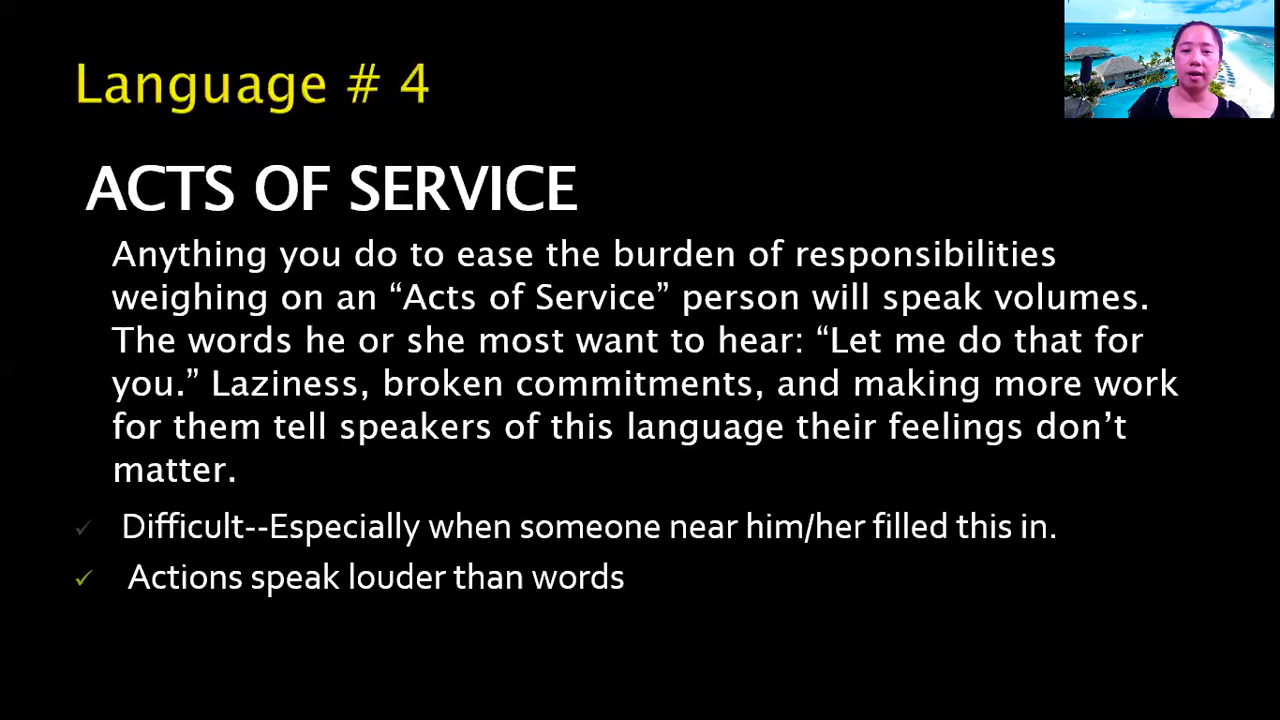 Language # 4
ACTS OF SERVICE
Anything you do to ease the burden of responsibilities
weighing on an “Acts of Service” person will speak volumes.
The words he or she most want to hear: “Let me do that for
you.” Laziness, broken commitments, and making more work
for them tell speakers of this language their feelings don’t
matter.
✓ Difficult--Especially when someone near him/her filled this in.
✓ Actions speak louder than words